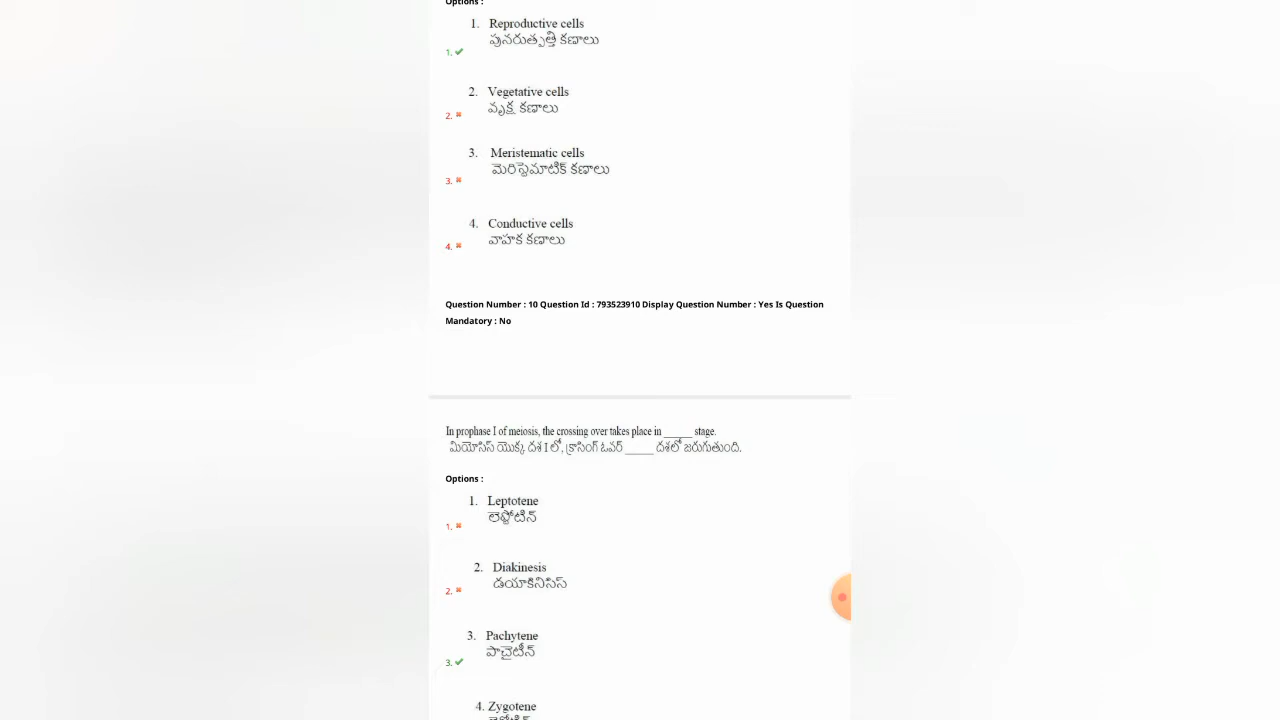 Options :
1. Reproductive cells
పునరుత్పత్తి కణాలు
1. ✔
2. Vegetative cells
వృక్ష కణాలు
2. ✖
3. Meristematic cells
మెరిస్టెమాటిక్ కణాలు
3. ✖
4. Conductive cells
వాహక కణాలు
4. ✖
Question Number : 10 Question Id : 793523910 Display Question Number : Yes Is Question
Mandatory : No
In prophase I of meiosis, the crossing over takes place in _____ stage.
మియోసిస్ యొక్క దశ I లో, క్రాసింగ్ ఓవర్ _____ దశలో జరుగుతుంది.
Options :
1. Leptotene
లెప్టోటిన్
1. ✖
2. Diakinesis
డయాకినిసిస్
2. ✖
3. Pachytene
పాచైటీన్
3. ✔
4. Zygotene